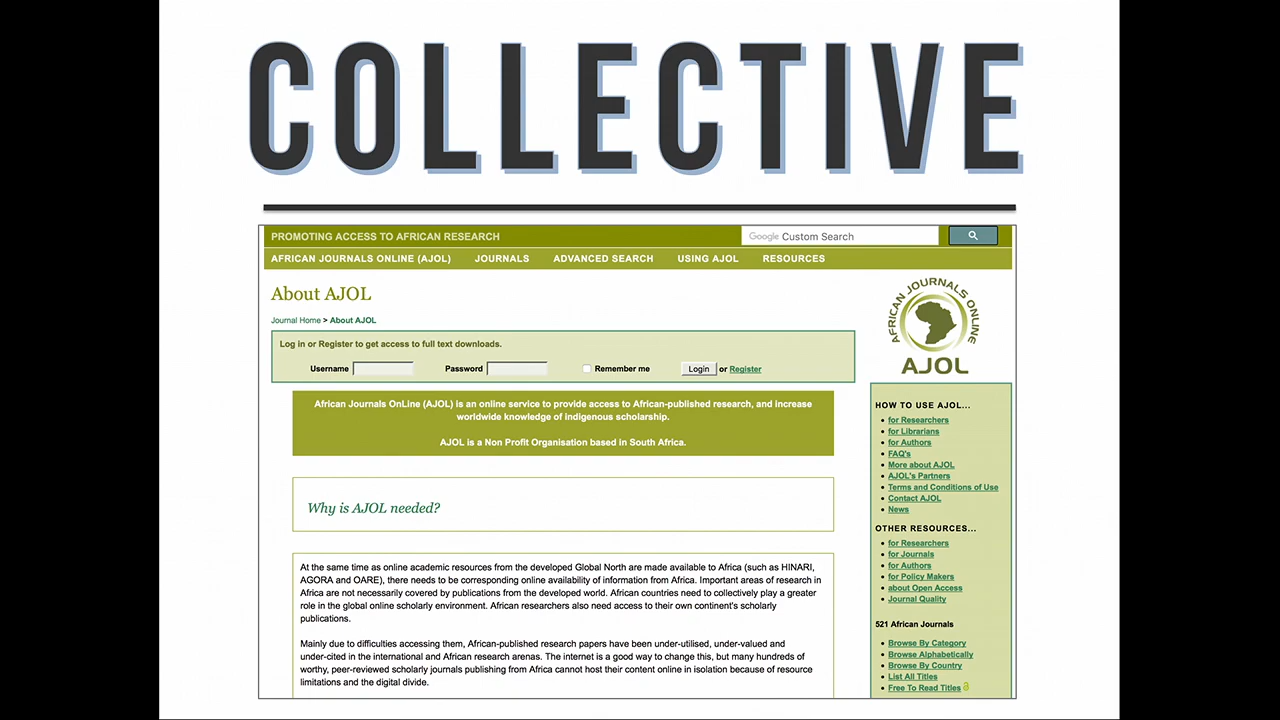 COLLECTIVE
PROMOTING ACCESS TO AFRICAN RESEARCH
Google Custom Search
AFRICAN JOURNALS ONLINE (AJOL) JOURNALS ADVANCED SEARCH USING AJOL RESOURCES
About AJOL
Journal Home > About AJOL
Log in or Register to get access to full text downloads.
Username Password Remember me Login or Register
African Journals OnLine (AJOL) is an online service to provide access to African-published research, and increase
worldwide knowledge of indigenous scholarship.
AJOL is a Non Profit Organisation based in South Africa.
Why is AJOL needed?
At the same time as online academic resources from the developed Global North are made available to Africa (such as HINARI,
AGORA and OARE), there needs to be corresponding online availability of information from Africa. Important areas of research in
Africa are not necessarily covered by publications from the developed world. African countries need to collectively play a greater
role in the global online scholarly environment. African researchers also need access to their own continent's scholarly
publications.
Mainly due to difficulties accessing them, African-published research papers have been under-utilised, under-valued and
under-cited in the international and African research arenas. The internet is a good way to change this, but many hundreds of
worthy, peer-reviewed scholarly journals publishing from Africa cannot host their content online in isolation because of resource
limitations and the digital divide.
AFRICAN JOURNALS ONLINE
AJOL
HOW TO USE AJOL...
for Researchers
for Librarians
for Authors
FAQ's
More about AJOL
AJOL's Partners
Terms and Conditions of Use
Contact AJOL
News
OTHER RESOURCES...
for Researchers
for Journals
for Authors
for Policy Makers
about Open Access
Journal Quality
521 African Journals
Browse By Category
Browse Alphabetically
Browse By Country
List All Titles
Free To Read Titles